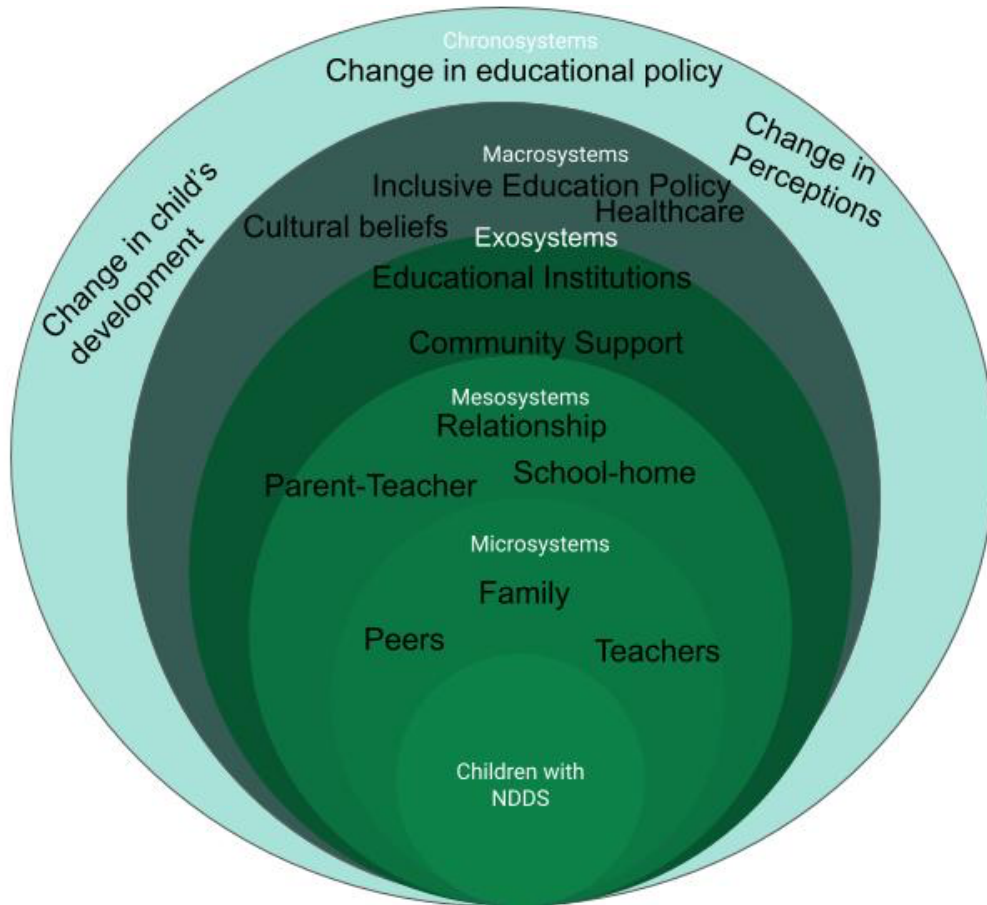 Chronosystems
Change in educational policy
Change in
Perceptions
Change in child's
development
Macrosystems
Inclusive Education Policy
Healthcare
Cultural beliefs
Exosystems
Educational Institutions
Community Support
Mesosystems
Relationship
School-home
Parent-Teacher
Microsystems
Family
Peers
Teachers
Children with
NDDS